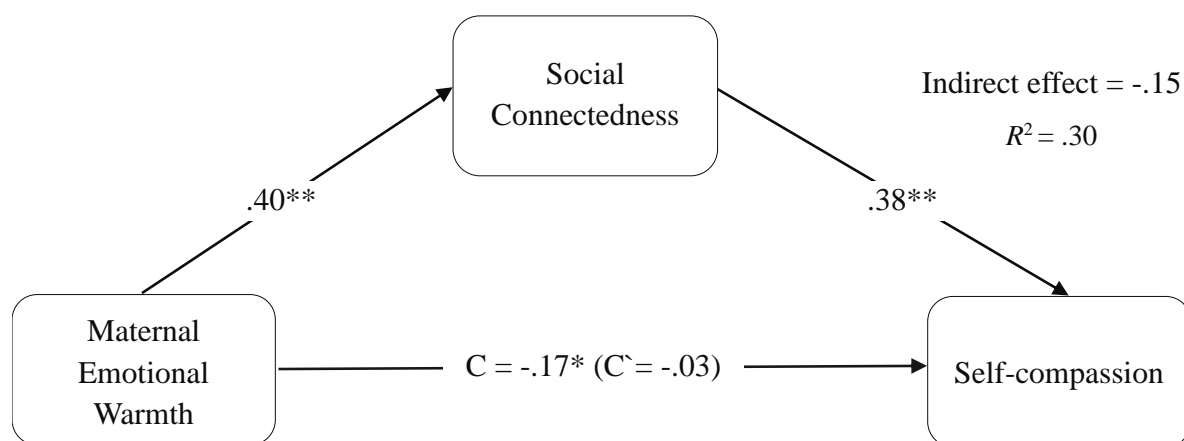 Social
Connectedness
Indirect effect = -.15
R² = .30
.40**
.38**
Maternal
Emotional
Warmth
C = -.17* (C`= -.03)
Self-compassion